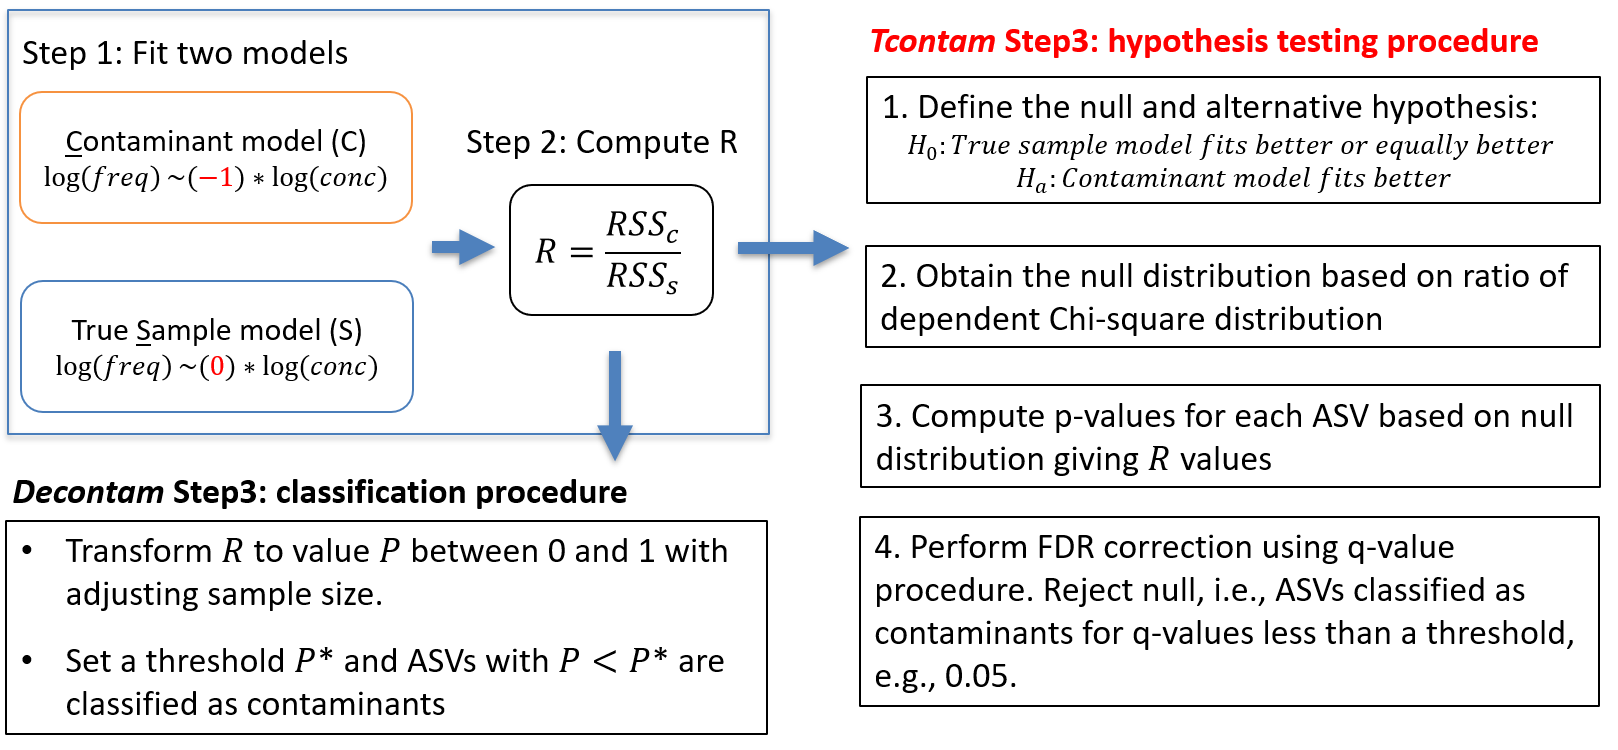 Step 1: Fit two models
Contaminant model (C)
log(freq) ~(−1) ∗ log(conc)
True Sample model (S)
log(freq) ~(0) ∗ log(conc)
Step 2: Compute R
R = RSS_c / RSS_s
Decontam Step3: classification procedure
• Transform R to value P between 0 and 1 with
adjusting sample size.
• Set a threshold P* and ASVs with P < P* are
classified as contaminants
Tcontam Step3: hypothesis testing procedure
1. Define the null and alternative hypothesis:
H₀: True sample model fits better or equally better
Hₐ: Contaminant model fits better
2. Obtain the null distribution based on ratio of
dependent Chi-square distribution
3. Compute p-values for each ASV based on null
distribution giving R values
4. Perform FDR correction using q-value
procedure. Reject null, i.e., ASVs classified as
contaminants for q-values less than a threshold,
e.g., 0.05.